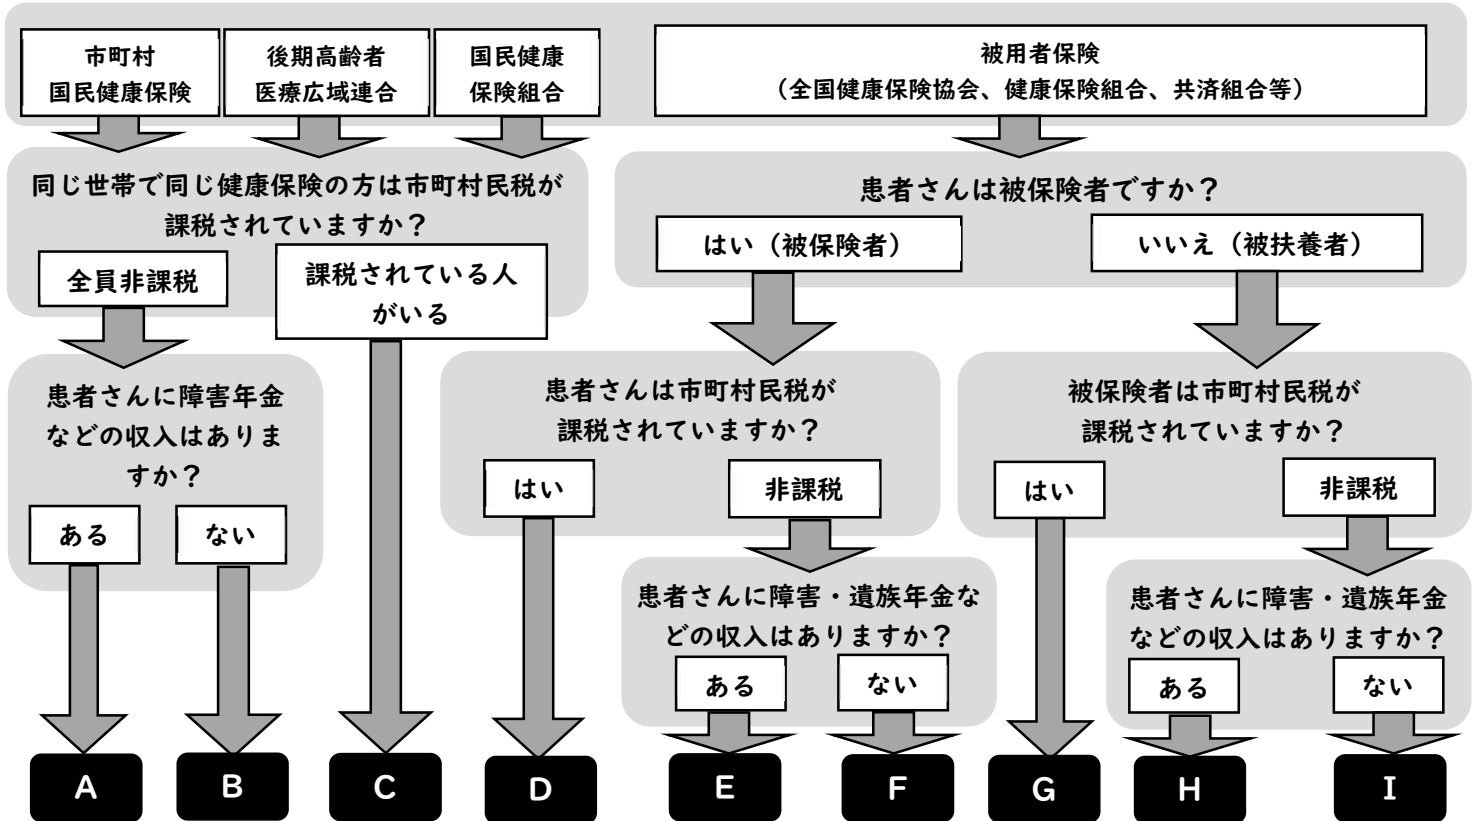 市町村
国民健康保険
後期高齢者
医療広域連合
国民健康
保険組合
被用者保険
（全国健康保険協会、健康保険組合、共済組合等）
同じ世帯で同じ健康保険の方は市町村民税が
課税されていますか？
全員非課税
課税されている人
がいる
患者さんは被保険者ですか？
はい（被保険者）
いいえ（被扶養者）
患者さんに障害年金
などの収入はありま
すか？
ある
ない
患者さんは市町村民税が
課税されていますか？
はい
非課税
被保険者は市町村民税が
課税されていますか？
はい
非課税
患者さんに障害・遺族年金な
どの収入はありますか？
ある
ない
患者さんに障害・遺族年金
などの収入はありますか？
ある
ない
A
B
C
D
E
F
G
H
I